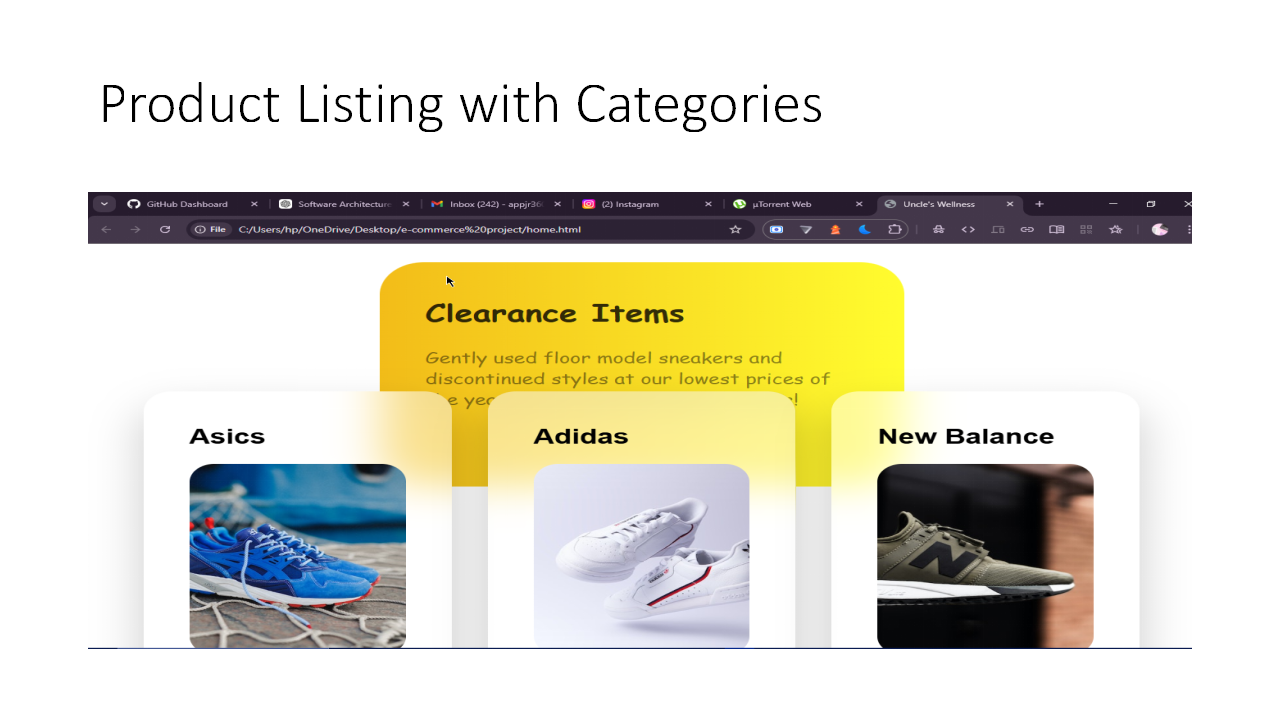 Product Listing with Categories
GitHub Dashboard
Software Architecture
Inbox (242) - appjr36
(2) Instagram
µTorrent Web
Uncle's Wellness
File
C:/Users/hp/OneDrive/Desktop/e-commerce%20project/home.html
Clearance Items
Gently used floor model sneakers and
discontinued styles at our lowest prices of
Asics
Adidas
New Balance
N